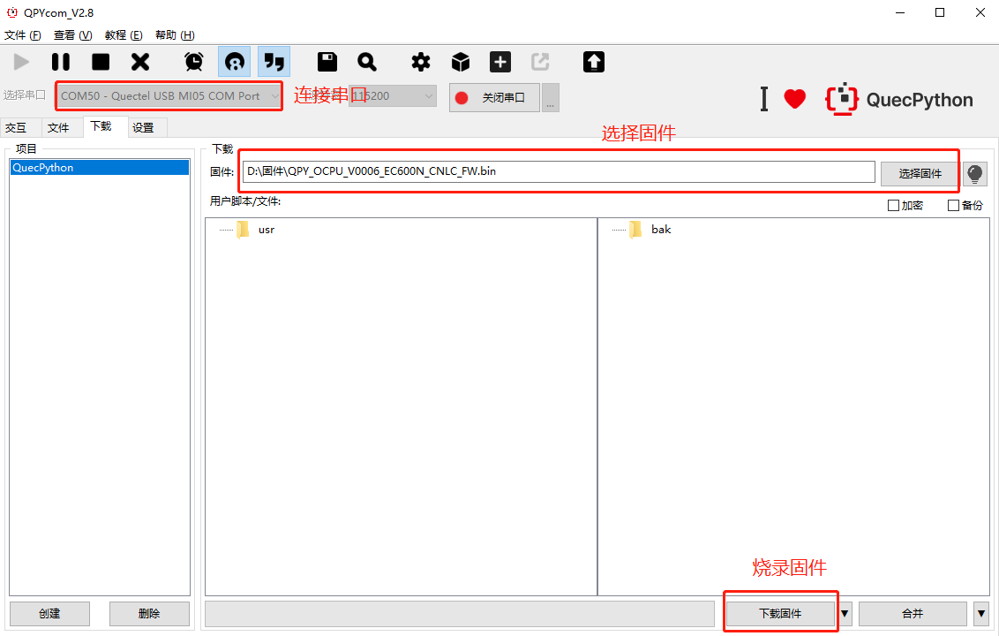 QPYcom_V2.8
文件 (F) 查看 (V) 教程 (E) 帮助 (H)
选择串口 COM50 - Quectel USB MI05 COM Port 连接串口 115200 关闭串口 ... I QuecPython
交互 文件 下载 设置
选择固件
项目 下载
QuecPython
固件: D:\固件\QPY_OCPU_V0006_EC600N_CNLC_FW.bin 选择固件
用户脚本/文件: 加密 备份
usr bak
烧录固件
创建 删除 下载固件 合并